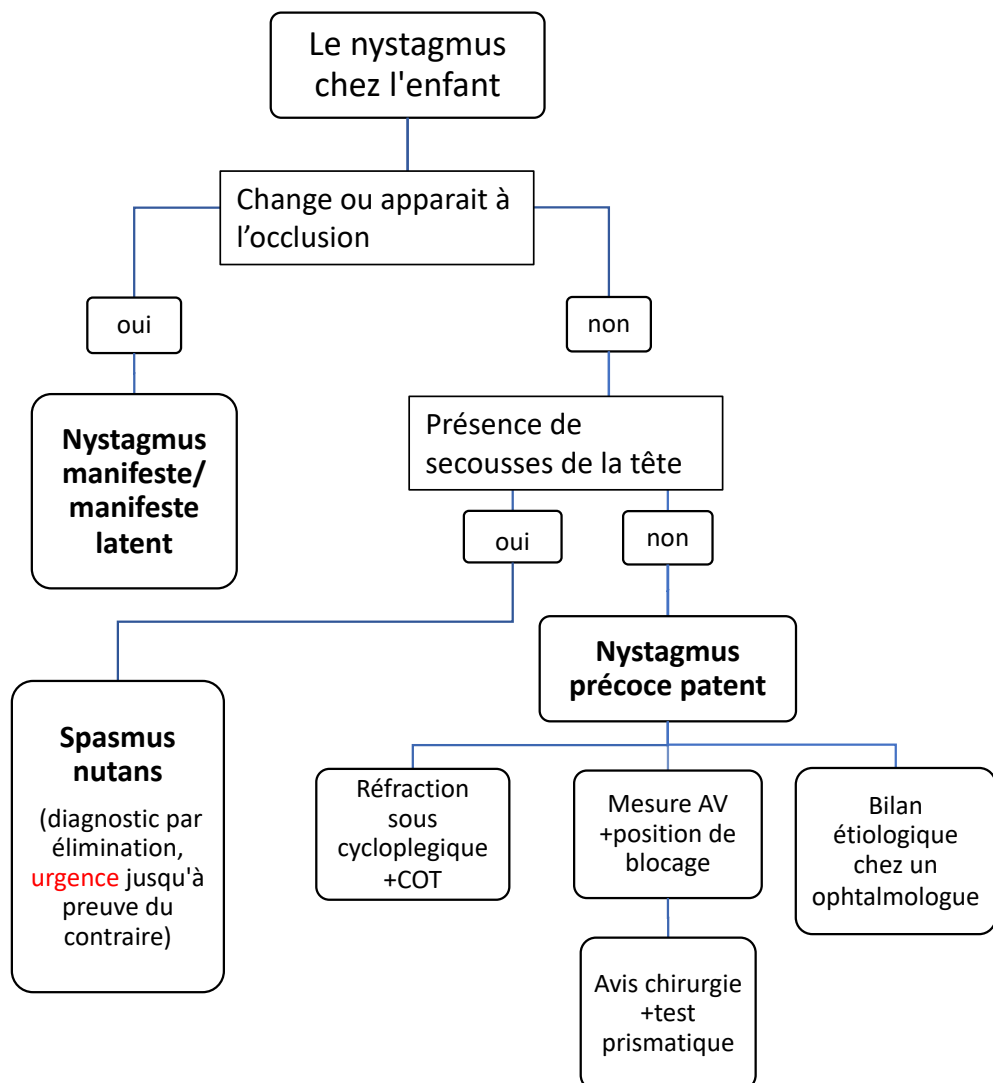 Le nystagmus
chez l'enfant
Change ou apparait à
l’occlusion
oui
non
Nystagmus
manifeste/
manifeste
latent
Présence de
secousses de la tête
oui
non
Nystagmus
précoce patent
Spasmus
nutans
(diagnostic par
élimination,
urgence jusqu'à
preuve du
contraire)
Réfraction
sous
cycloplegique
+COT
Mesure AV
+position de
blocage
Bilan
étiologique
chez un
ophtalmologue
Avis chirurgie
+test
prismatique